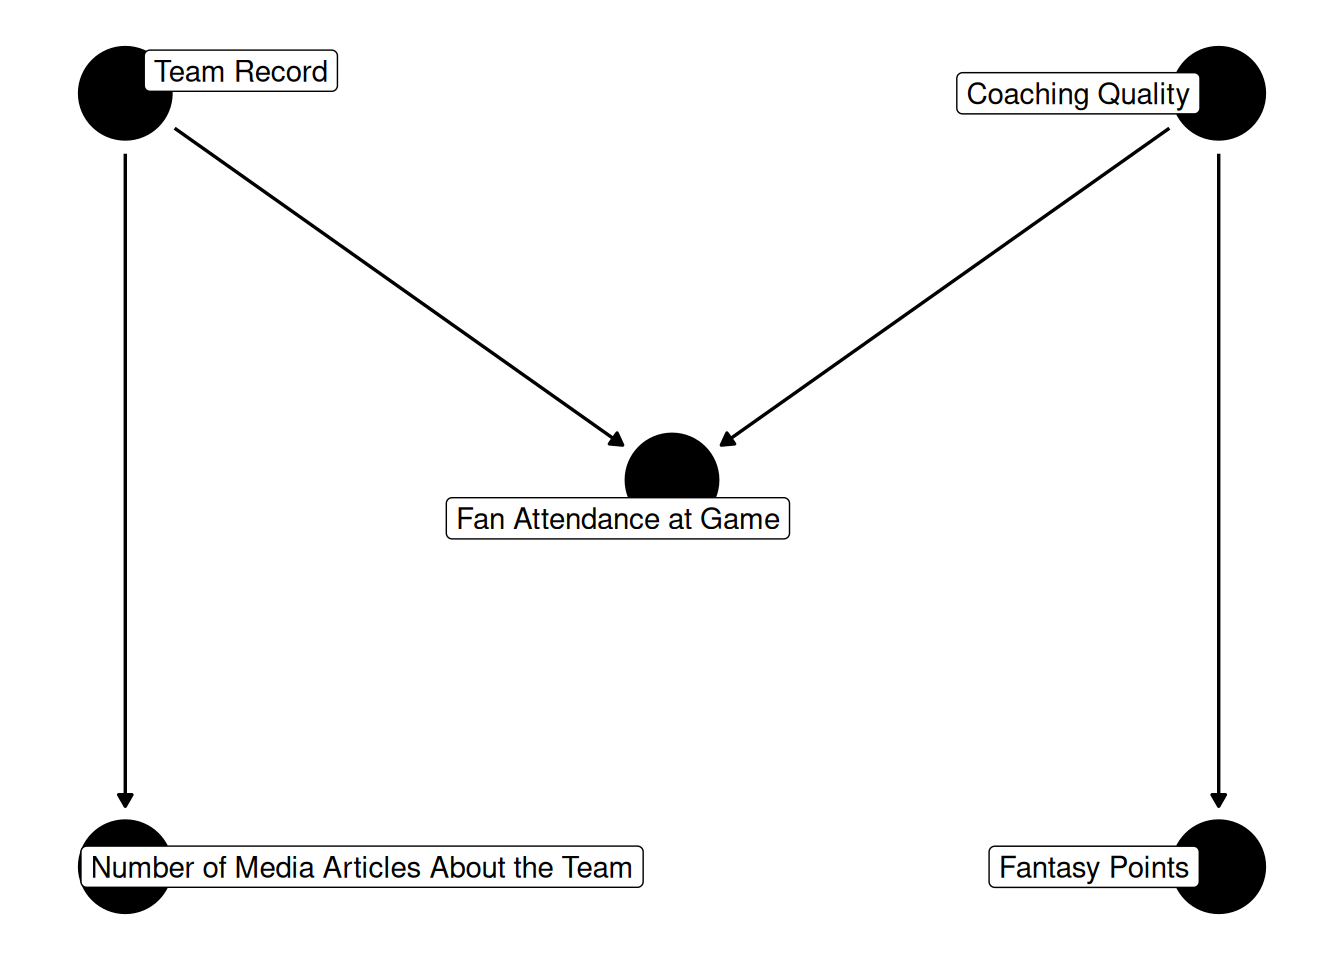 Team Record
Coaching Quality
Fan Attendance at Game
Number of Media Articles About the Team
Fantasy Points